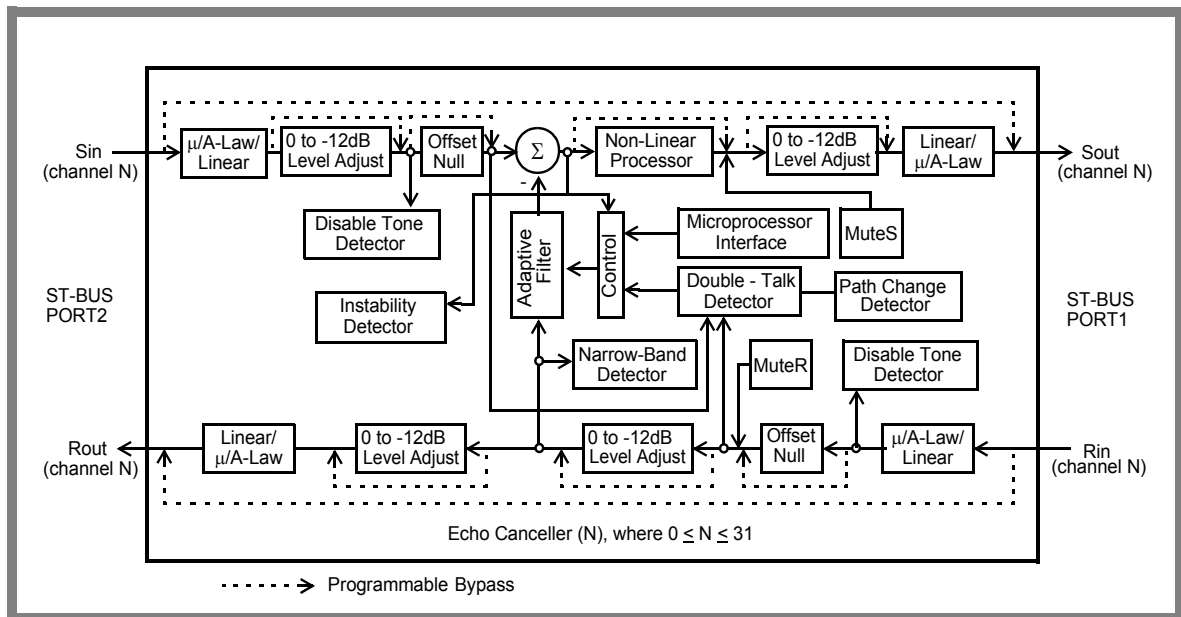 Sin
(channel N)
μ/A-Law/
Linear
0 to -12dB
Level Adjust
Offset
Null
Σ
-
Non-Linear
Processor
0 to -12dB
Level Adjust
Linear/
μ/A-Law
Sout
(channel N)
Disable Tone
Detector
Adaptive
Filter
Control
Microprocessor
Interface
MuteS
ST-BUS
PORT2
Instability
Detector
Double - Talk
Detector
Path Change
Detector
ST-BUS
PORT1
Narrow-Band
Detector
MuteR
Disable Tone
Detector
Rout
(channel N)
Linear/
μ/A-Law
0 to -12dB
Level Adjust
0 to -12dB
Level Adjust
Offset
Null
μ/A-Law/
Linear
Rin
(channel N)
Echo Canceller (N), where 0 ≤ N ≤ 31
Programmable Bypass